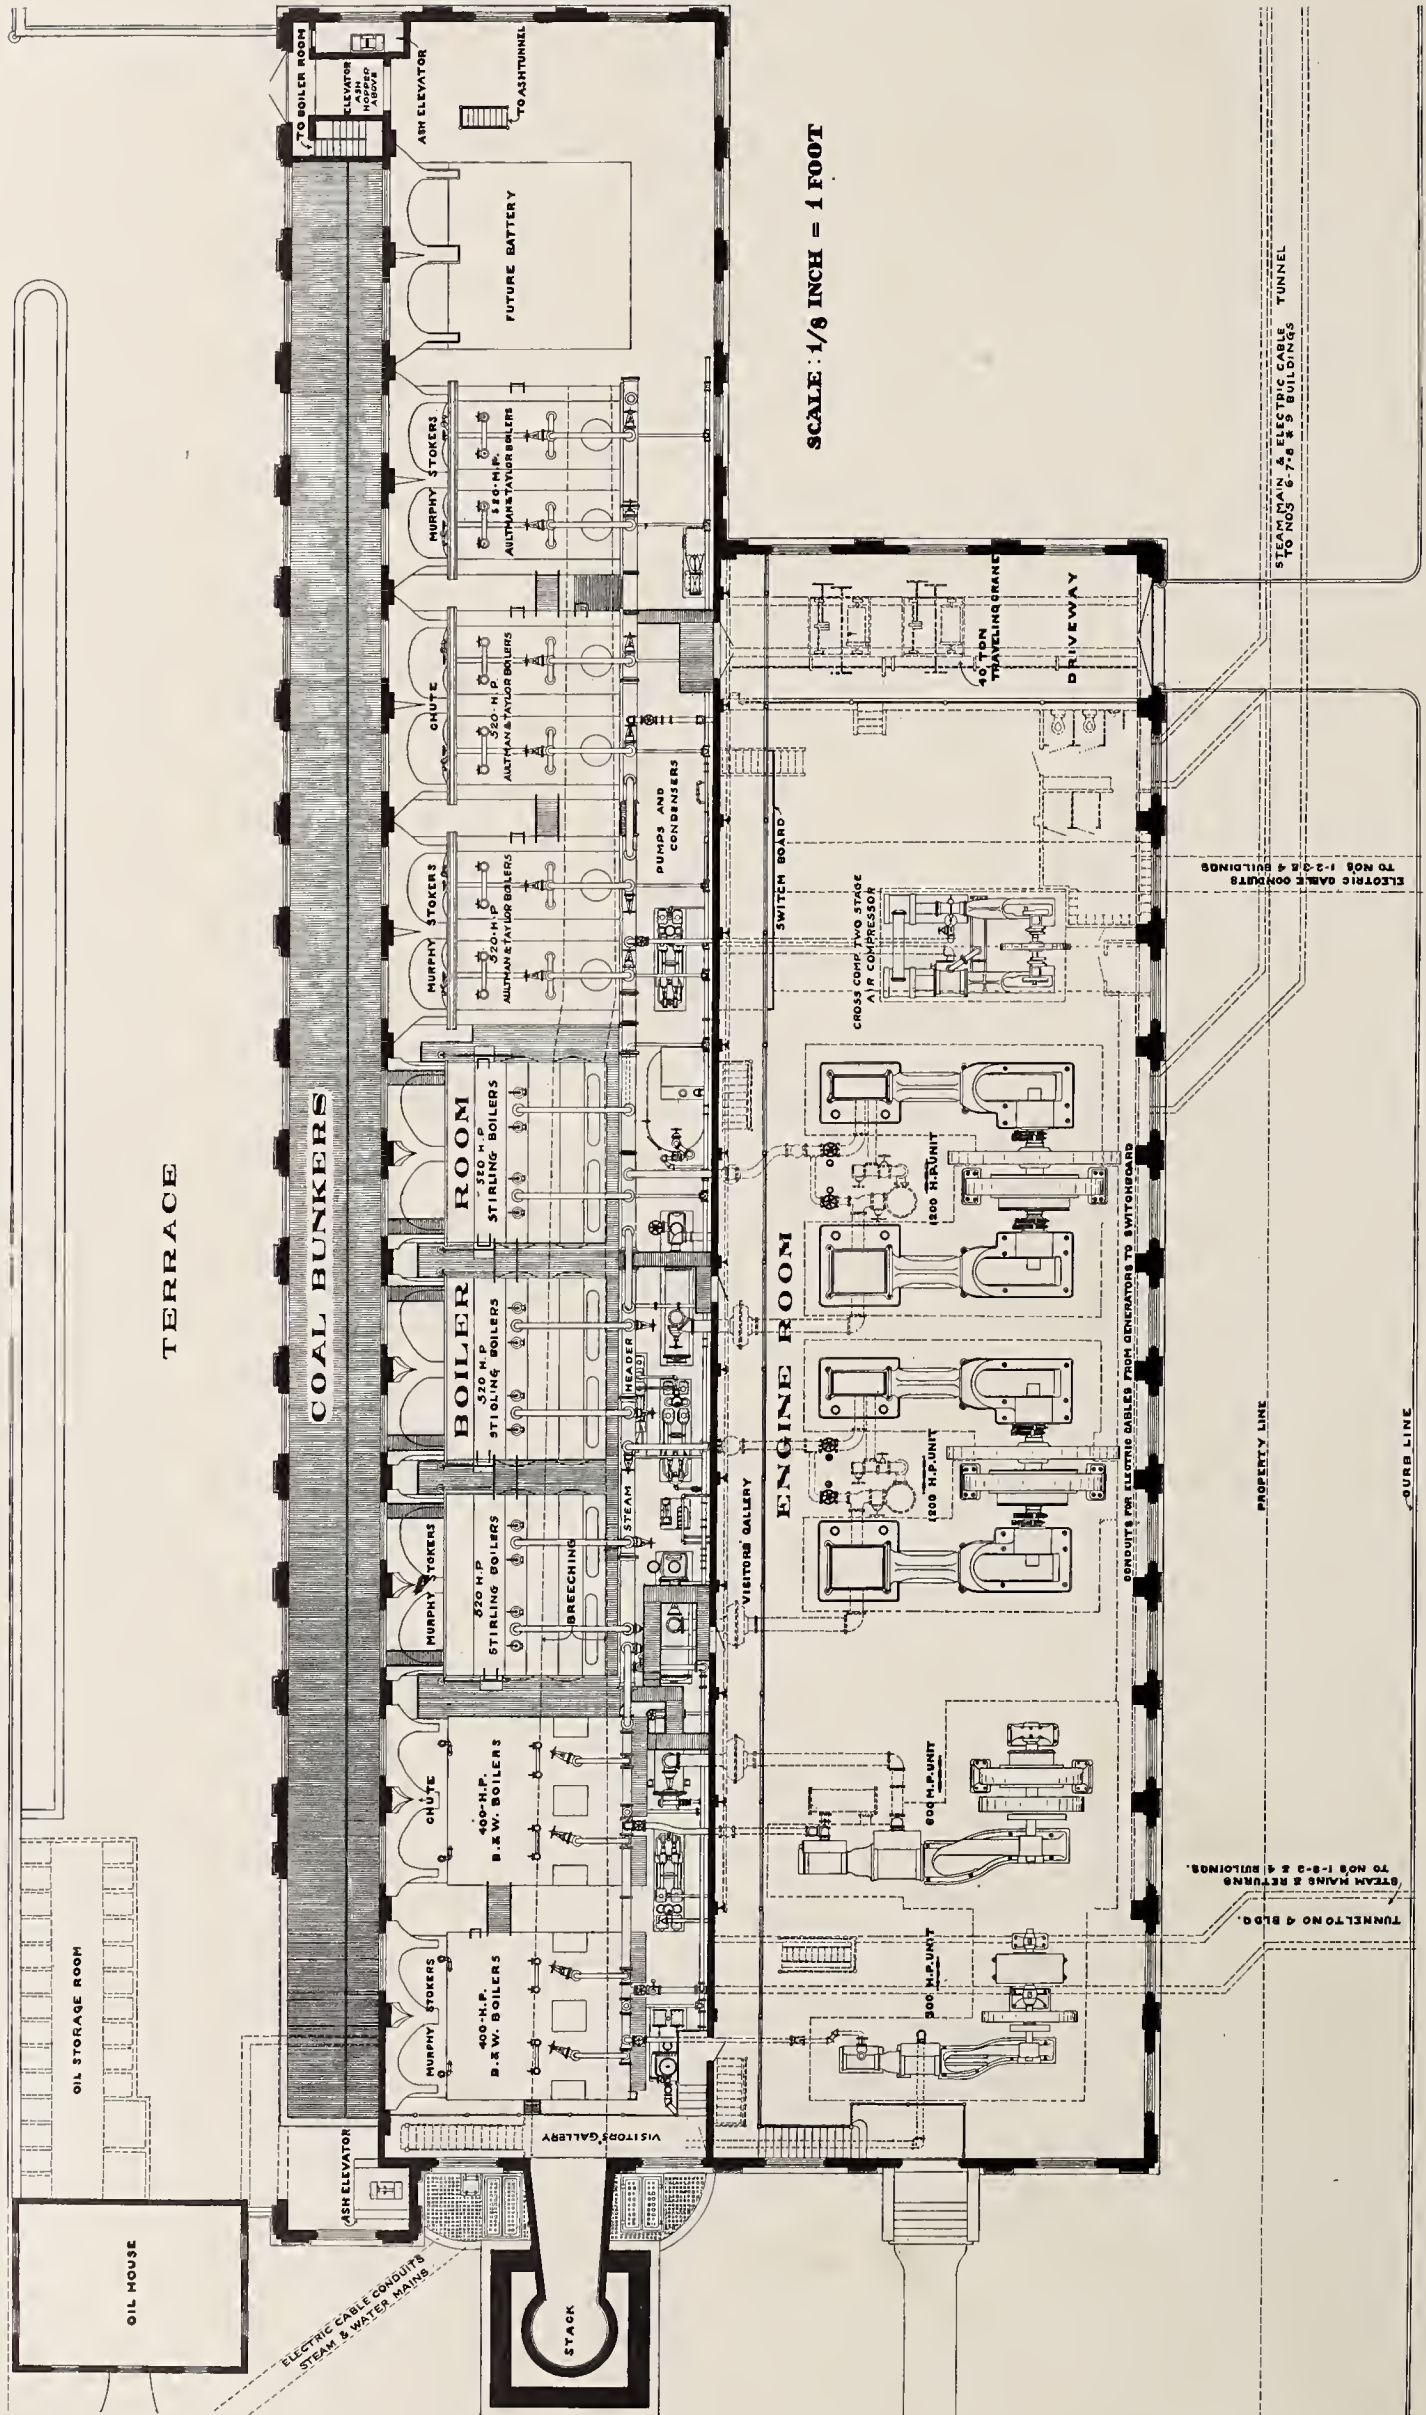 TERRACE
OIL HOUSE
OIL STORAGE ROOM
ELECTRIC CABLE CONDUITS
STEAM & WATER MAINS
ASH ELEVATOR
STACK
VISITORS' GALLERY
COAL BUNKERS
TO BOILER ROOM
ELEVATOR
ASH
HOPPER
ABOVE
ASH ELEVATOR
TO ASH TUNNEL
MURPHY STOKERS
400-H.P.
B.& W. BOILERS
CHUTE
400-H.P.
B.& W. BOILERS
MURPHY STOKERS
520 H.P
STIRLING BOILERS
BREECHING
BOILER ROOM
520 H.P
STIOLING BOILERS
520 H.P
STIRLING BOILERS
MURPHY STOKERS
520-H.P
AULTMAN & TAYLOR BOILERS
CHUTE
520-H.P.
AULTMAN & TAYLOR BOILERS
MURPHY STOKERS
520-H.P.
AULTMAN & TAYLOR BOILERS
FUTURE BATTERY
STEAM HEADER
PUMPS AND
CONDENSERS
VISITORS' GALLERY
SWITCH BOARD
ENGINE ROOM
SCALE: 1/8 INCH = 1 FOOT
300 H.P. UNIT
600 H.P. UNIT
1200 H.P. UNIT
1200 H.P. UNIT
CROSS COMP. TWO STAGE
AIR COMPRESSOR
40 TON
TRAVELING CRANE
DRIVEWAY
CONDUITS FOR ELECTRIC CABLES FROM GENERATORS TO SWITCHBOARD
STEAM MAIN & ELECTRIC CABLE TUNNEL
TO NOS 6-7-8 & 9 BUILDINGS
ELECTRIC CABLE CONDUITS
TO NOS 1-2-3 & 4 BUILDINGS
STEAM MAINS & RETURNS
TO NOS 1-2-3 & 4 BUILDINGS.
TUNNEL TO NO 4 BLDG.
PROPERTY LINE
CURB LINE